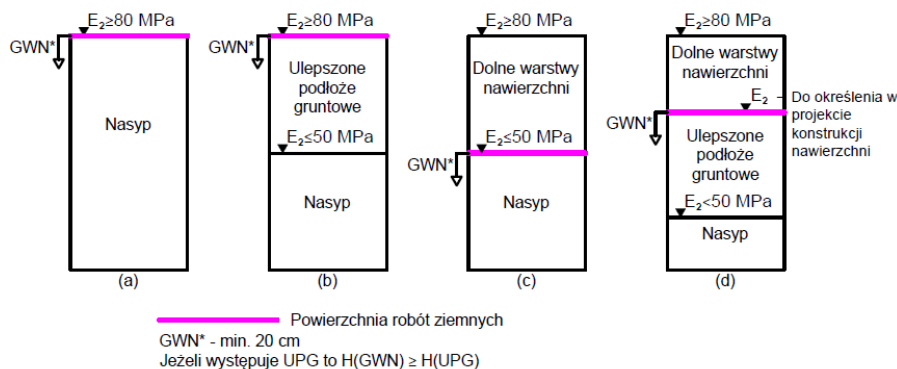 E₂≥80 MPa
GWN*
Nasyp
(a)
E₂≥80 MPa
GWN*
Ulepszone
podłoże
gruntowe
E₂≤50 MPa
Nasyp
(b)
E₂≥80 MPa
Dolne warstwy
nawierzchni
E₂≤50 MPa
GWN*
Nasyp
(c)
E₂≥80 MPa
Dolne warstwy
nawierzchni
E₂ – Do określenia w
projekcie
konstrukcji
nawierzchni
GWN*
Ulepszone
podłoże
gruntowe
E₂<50 MPa
Nasyp
(d)
Powierzchnia robót ziemnych
GWN* - min. 20 cm
Jeżeli występuje UPG to H(GWN) ≥ H(UPG)